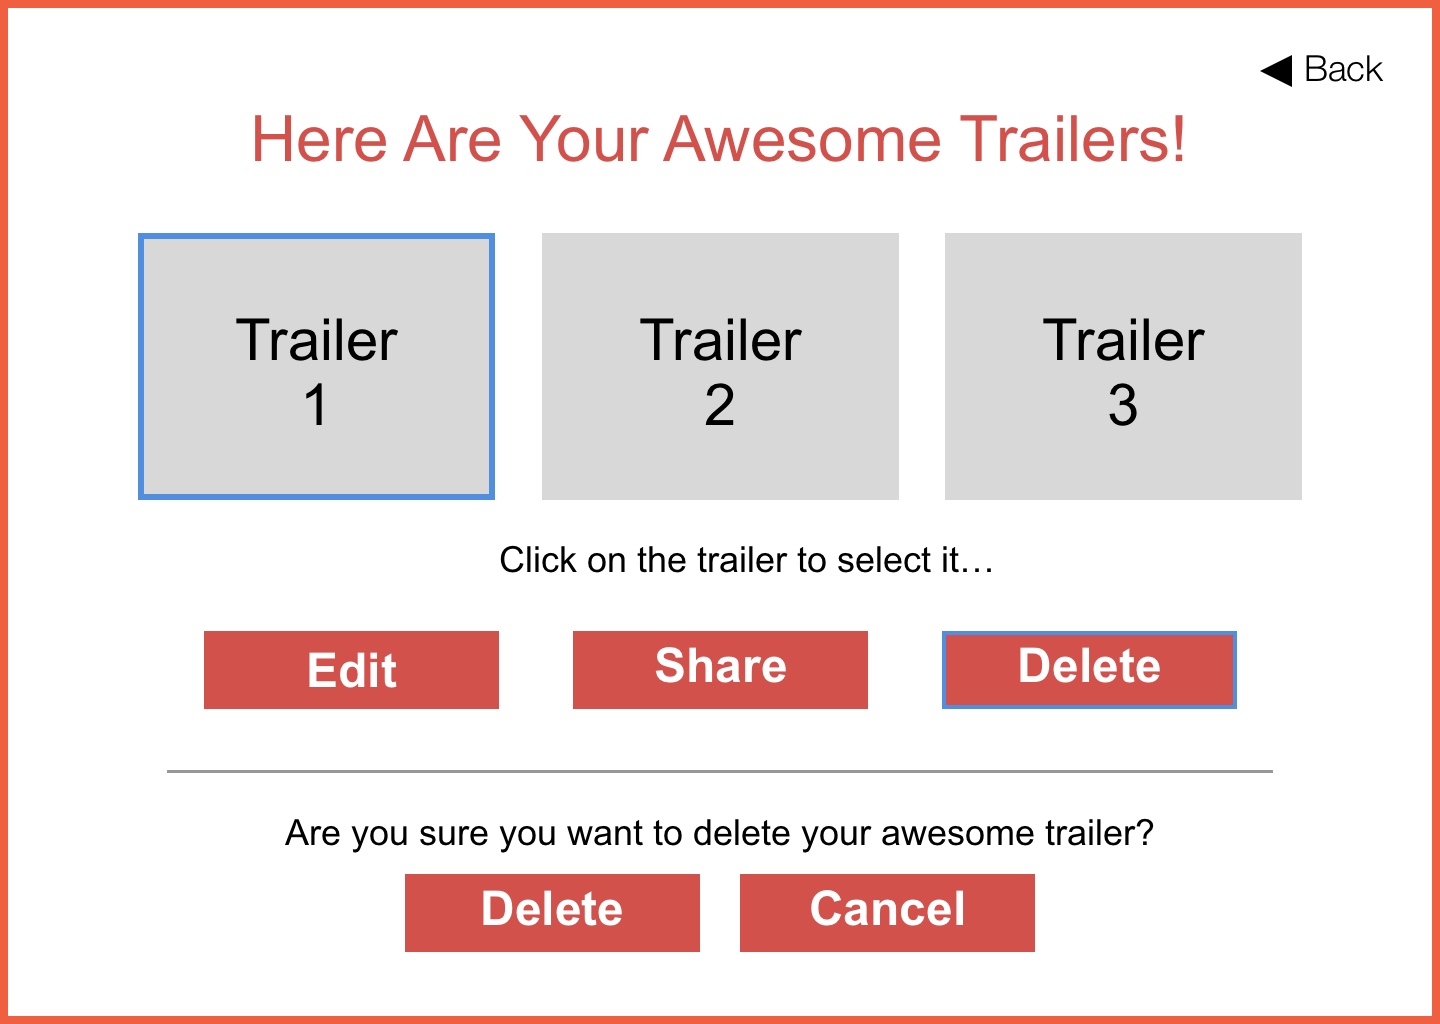 Back
Here Are Your Awesome Trailers!
Trailer
1
Trailer
2
Trailer
3
Click on the trailer to select it…
Edit
Share
Delete
Are you sure you want to delete your awesome trailer?
Delete
Cancel